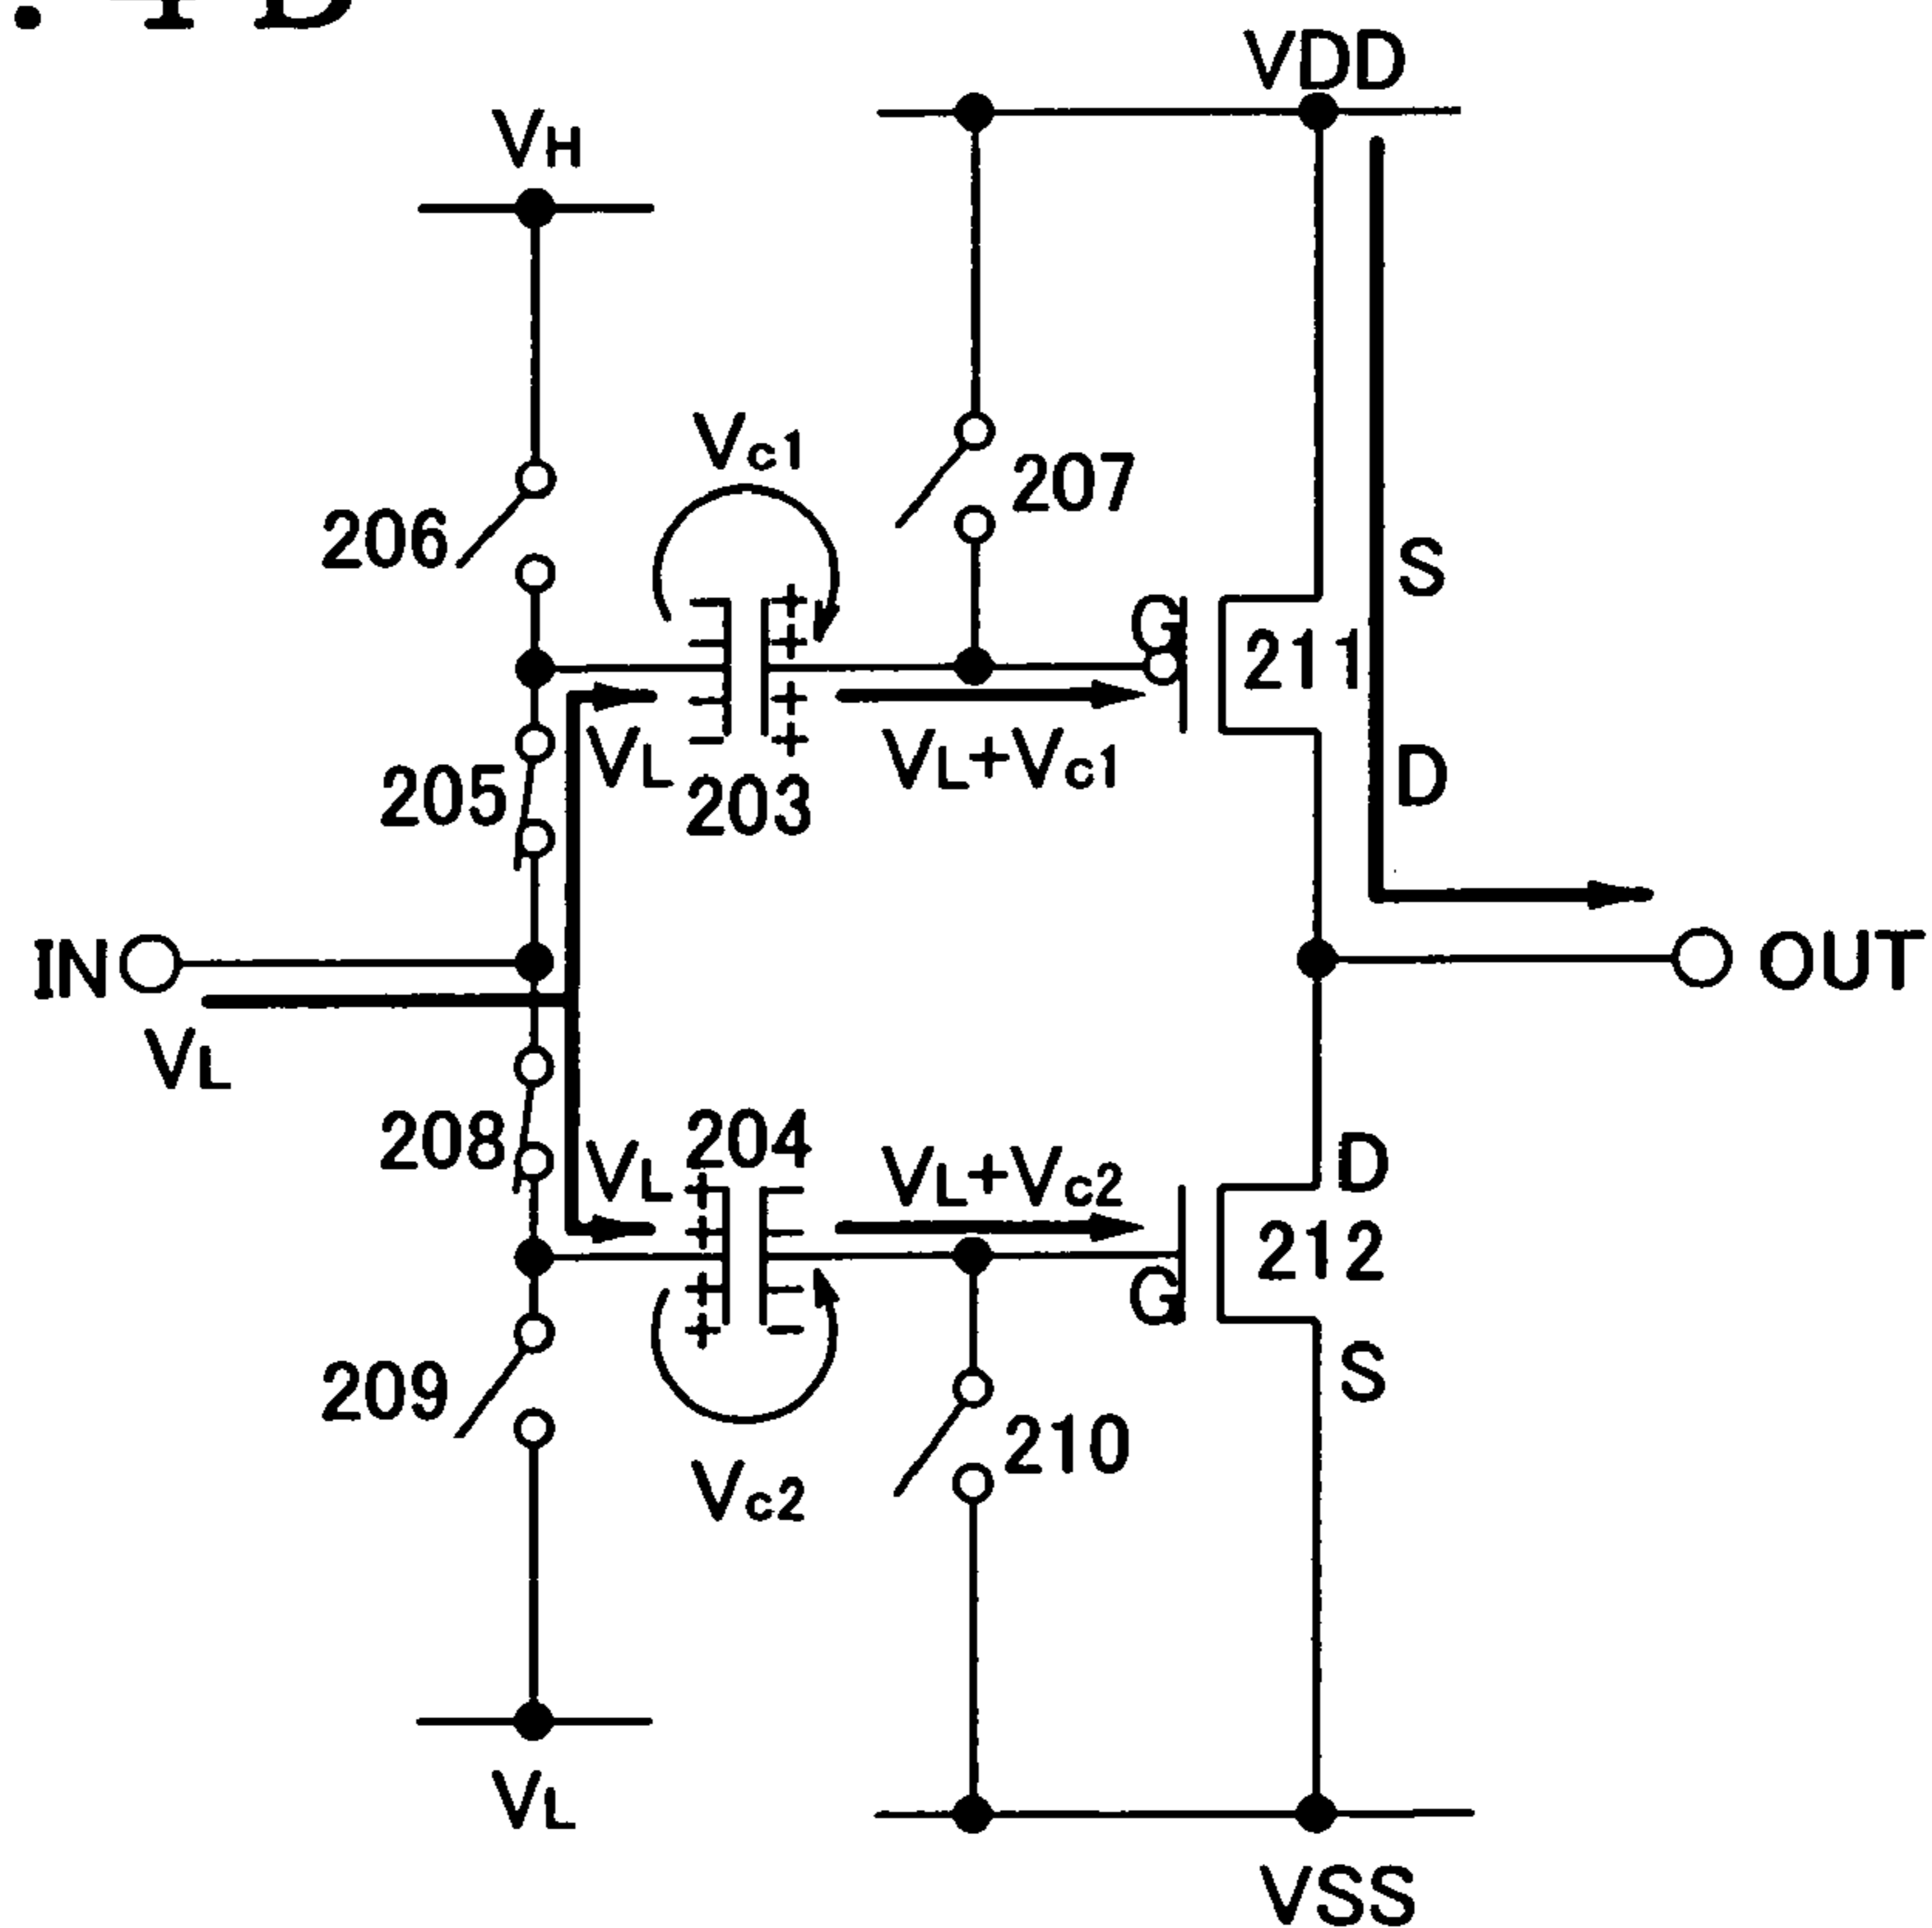 VDD
VH
Vc1
207
206
S
G
211
VL
VL+Vc1
D
205
203
IN
OUT
VL
208
VL
204
VL+Vc2
D
212
G
209
S
210
Vc2
VL
VSS